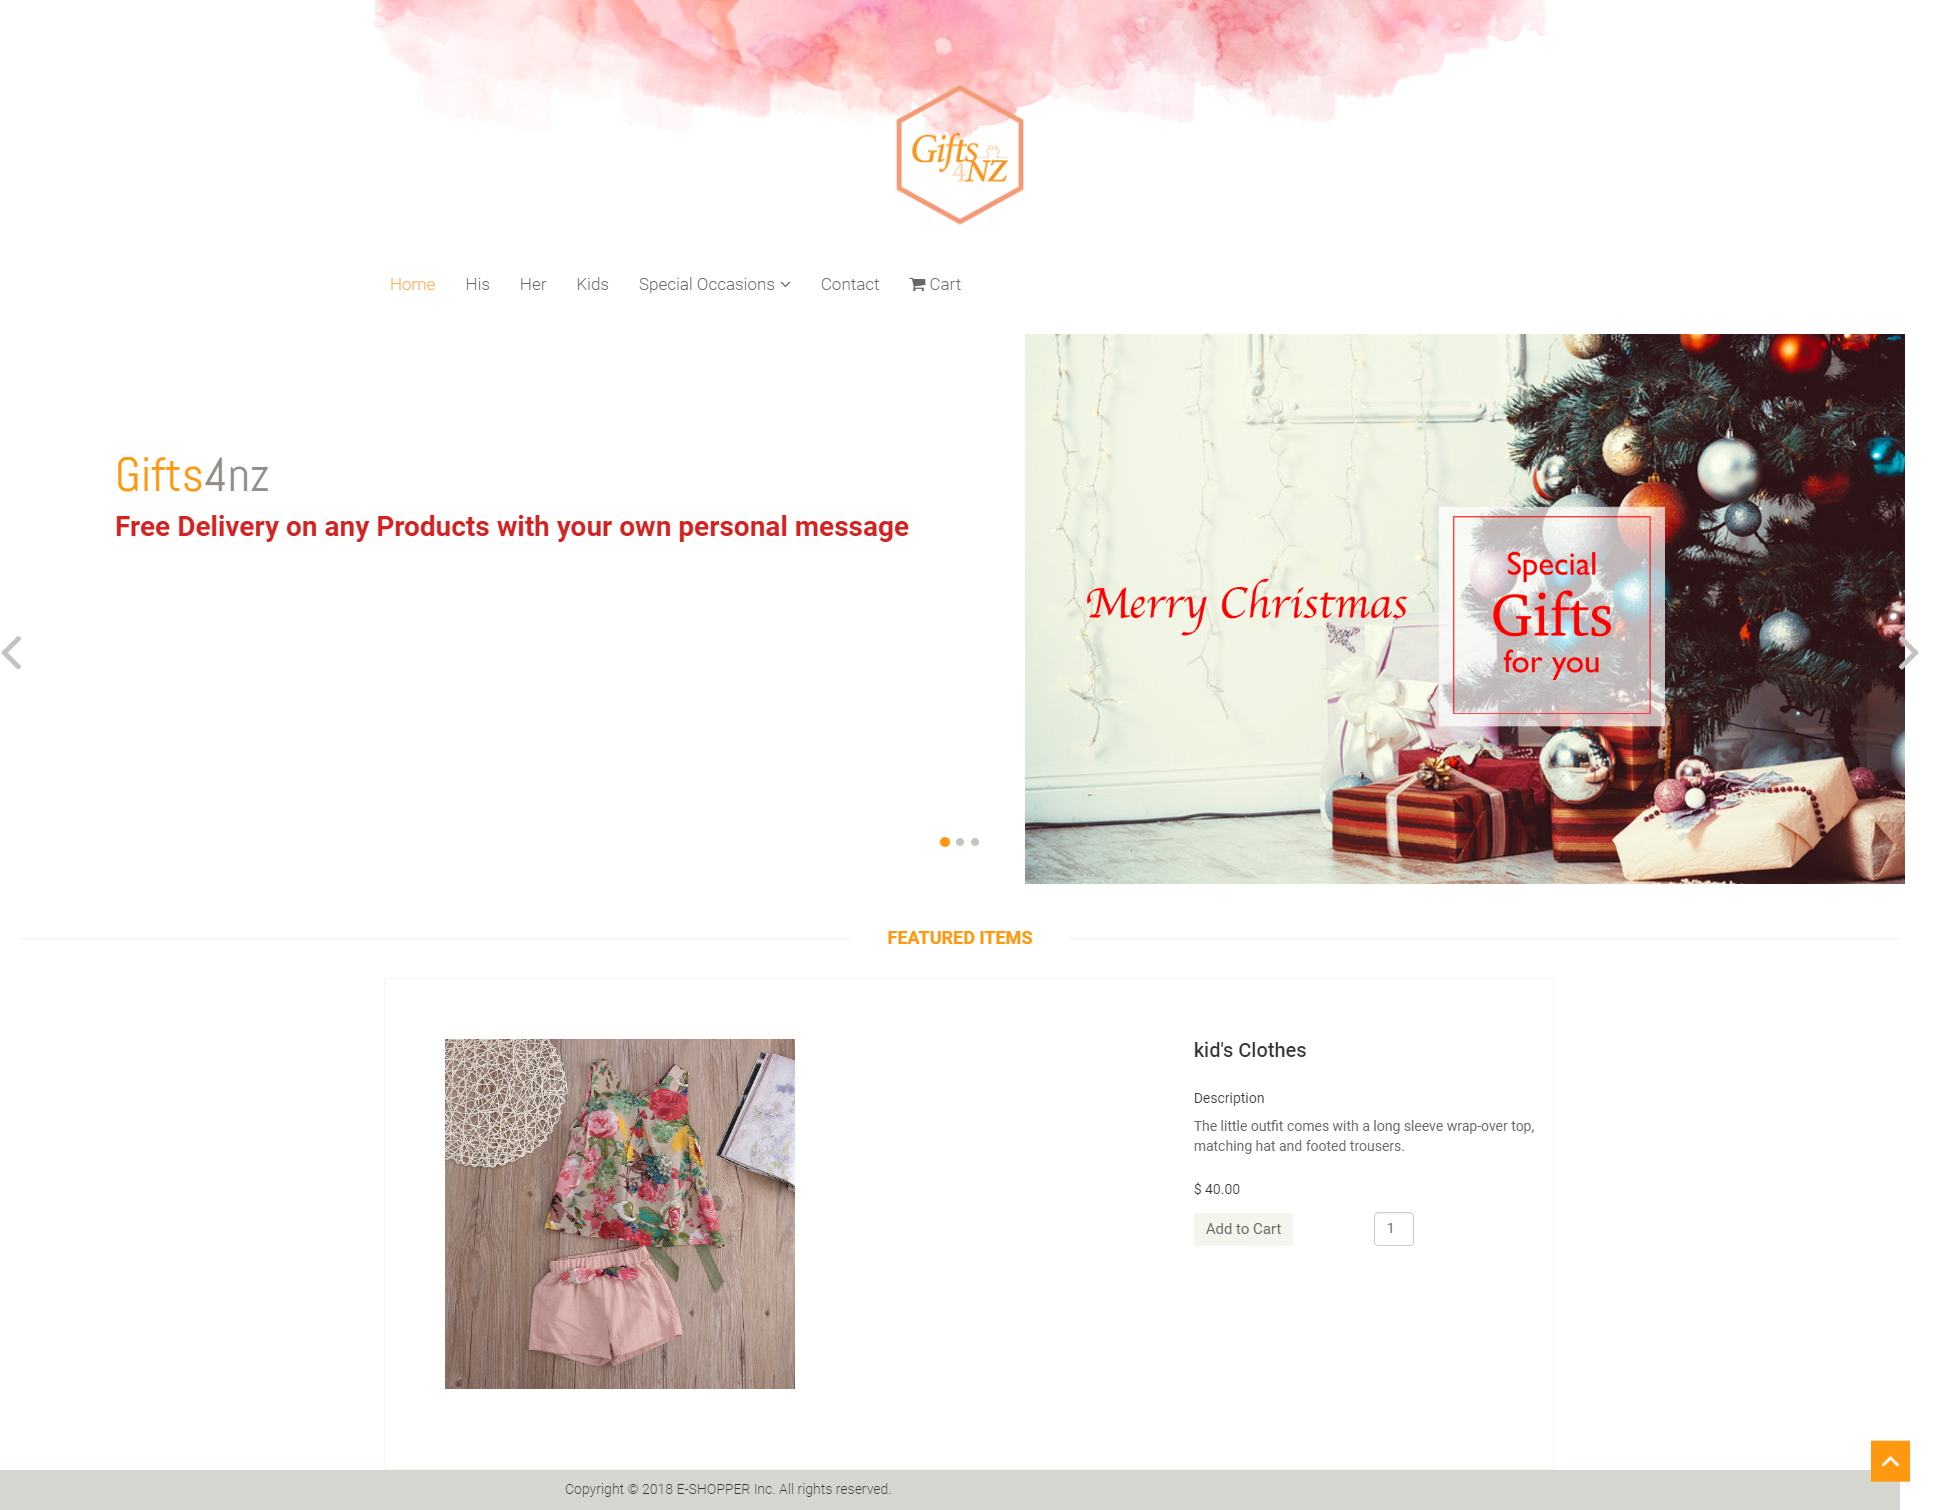 Gifts
4NZ
Home His Her Kids Special Occasions Contact Cart
Gifts4nz
Free Delivery on any Products with your own personal message
Merry Christmas
Special
Gifts
for you
FEATURED ITEMS
kid's Clothes
Description
The little outfit comes with a long sleeve wrap-over top,
matching hat and footed trousers.
$ 40.00
Add to Cart 1
Copyright © 2018 E-SHOPPER Inc. All rights reserved.